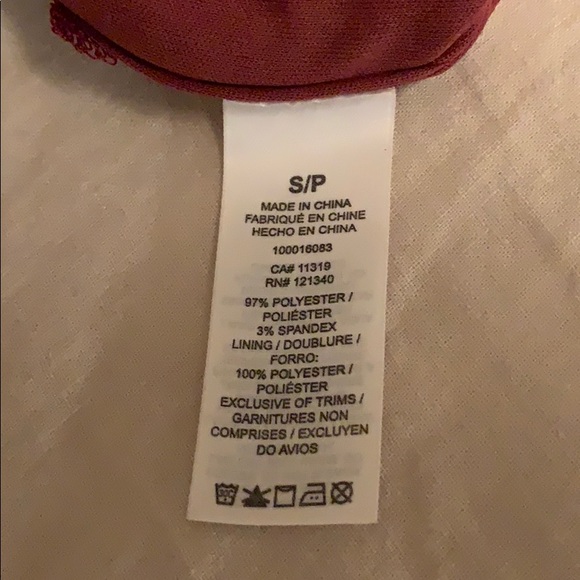 S/P
MADE IN CHINA
FABRIQUÉ EN CHINE
HECHO EN CHINA
100016083
CA# 11319
RN# 121340
97% POLYESTER /
POLIÉSTER
3% SPANDEX
LINING / DOUBLURE /
FORRO:
100% POLYESTER /
POLIÉSTER
EXCLUSIVE OF TRIMS /
GARNITURES NON
COMPRISES / EXCLUYEN
DO AVIOS